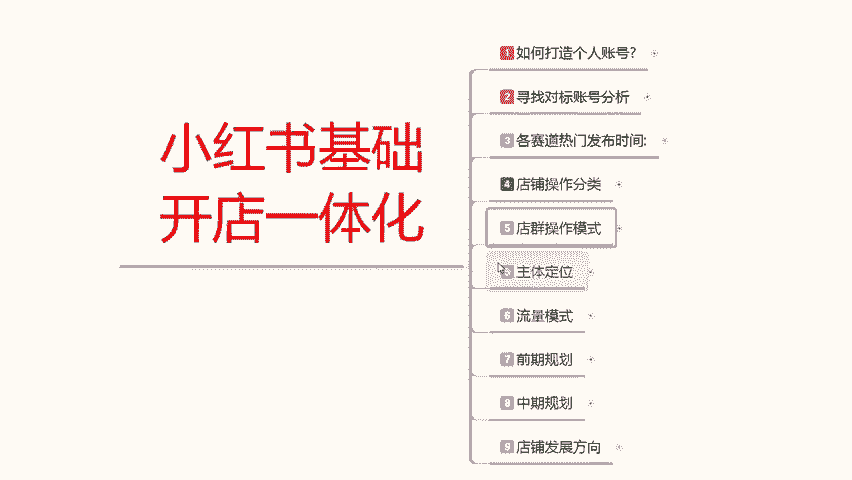 小红书基础
开店一体化
1 如何打造个人账号?
2 寻找对标账号分析
3 各赛道热门发布时间:
4 店铺操作分类
5 店群操作模式
5 主体定位
6 流量模式
7 前期规划
8 中期规划
9 店铺发展方向